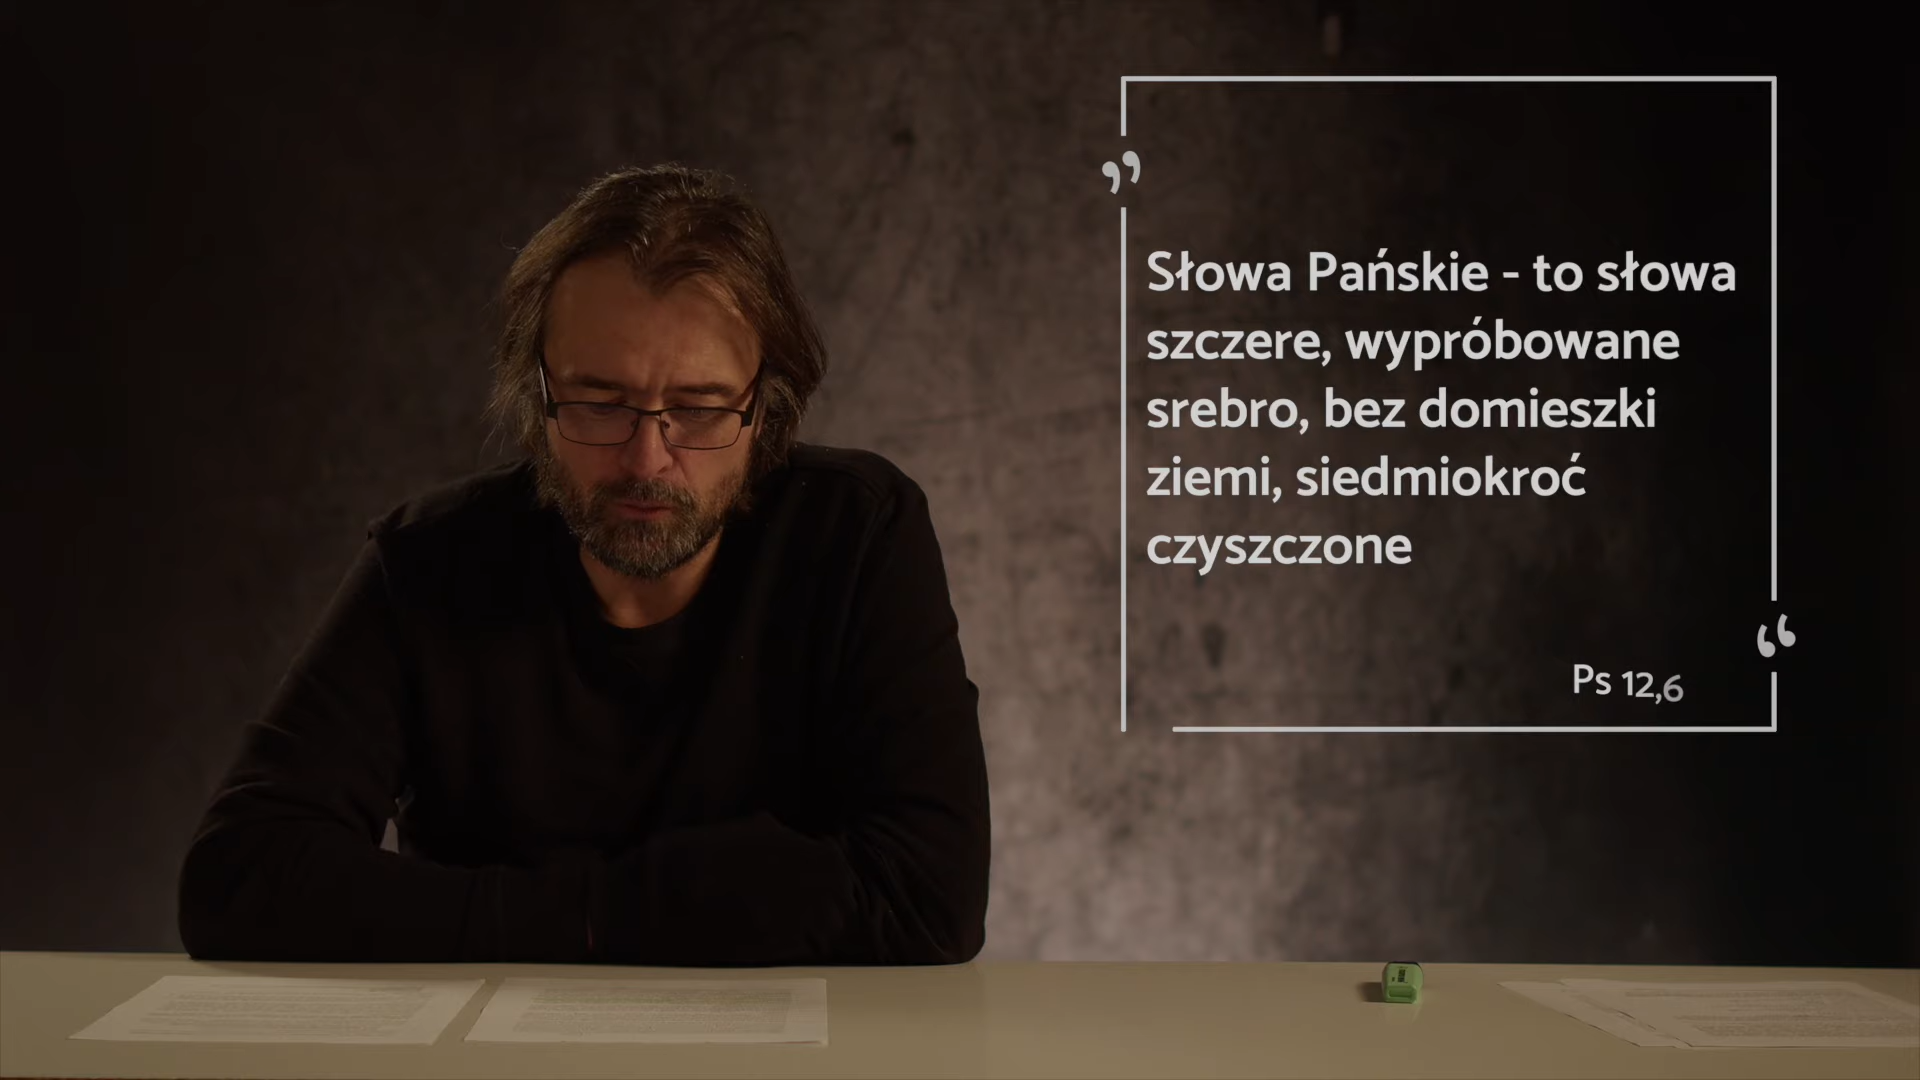 Słowa Pańskie - to słowa
szczere, wypróbowane
srebro, bez domieszki
ziemi, siedmiokroć
czyszczone
Ps 12,6